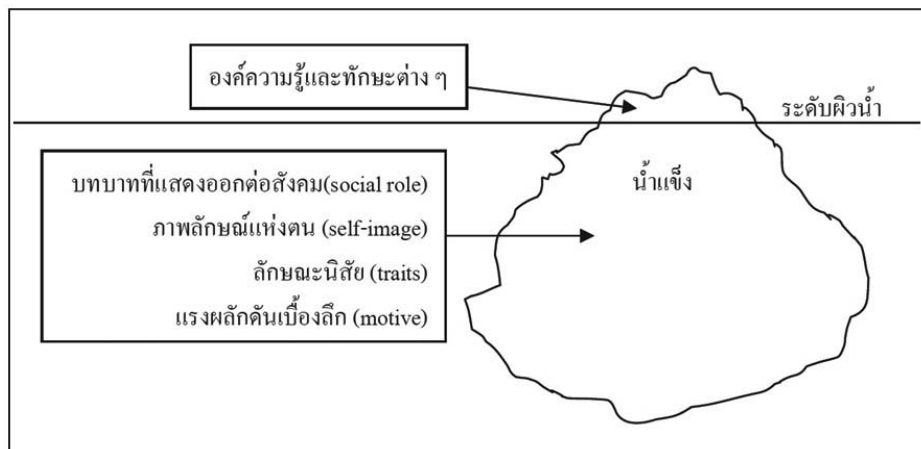 องค์ความรู้และทักษะต่าง ๆ
ระดับผิวน้ำ
น้ำแข็ง
บทบาทที่แสดงออกต่อสังคม(social role)
ภาพลักษณ์แห่งตน (self-image)
ลักษณะนิสัย (traits)
แรงผลักดันเบื้องลึก (motive)